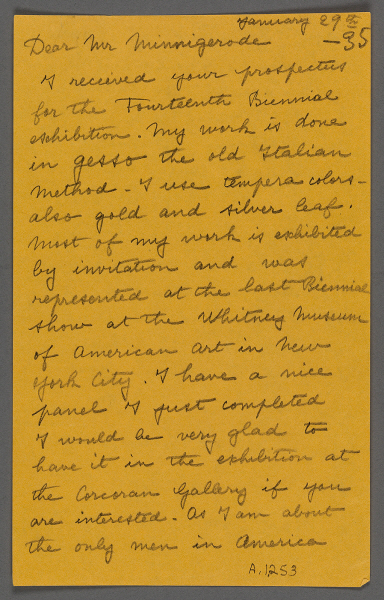 January 29th
-35
Dear Mr Minnigerode
I received your prospectus
for the Fourteenth Biennial
exhibition. My work is done
in gesso the old Italian
method - I use tempera colors -
also gold and silver leaf.
Most of my work is exhibited
by invitation and was
represented at the last Biennial
show at the Whitney Museum
of American Art in New
York City. I have a nice
panel I just completed
I would be very glad to
have it in the exhibition at
the Corcoran Gallery if you
are interested. As I am about
the only men in America
A.1253